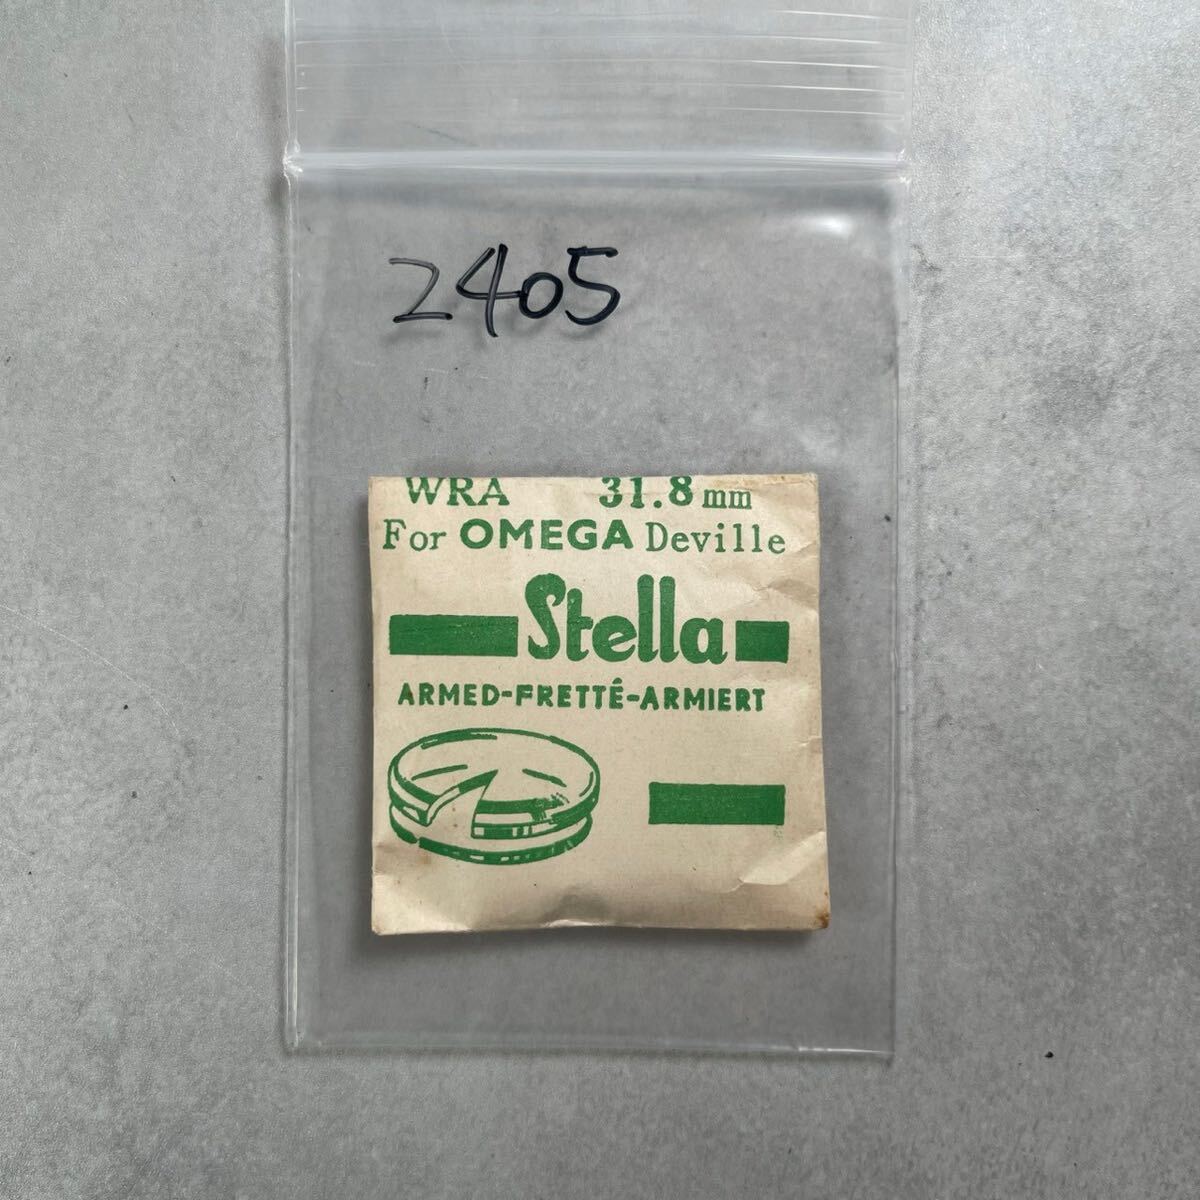 2405
WRA 31.8 mm
For OMEGA Deville
Stella
ARMED-FRETTÉ-ARMIERT